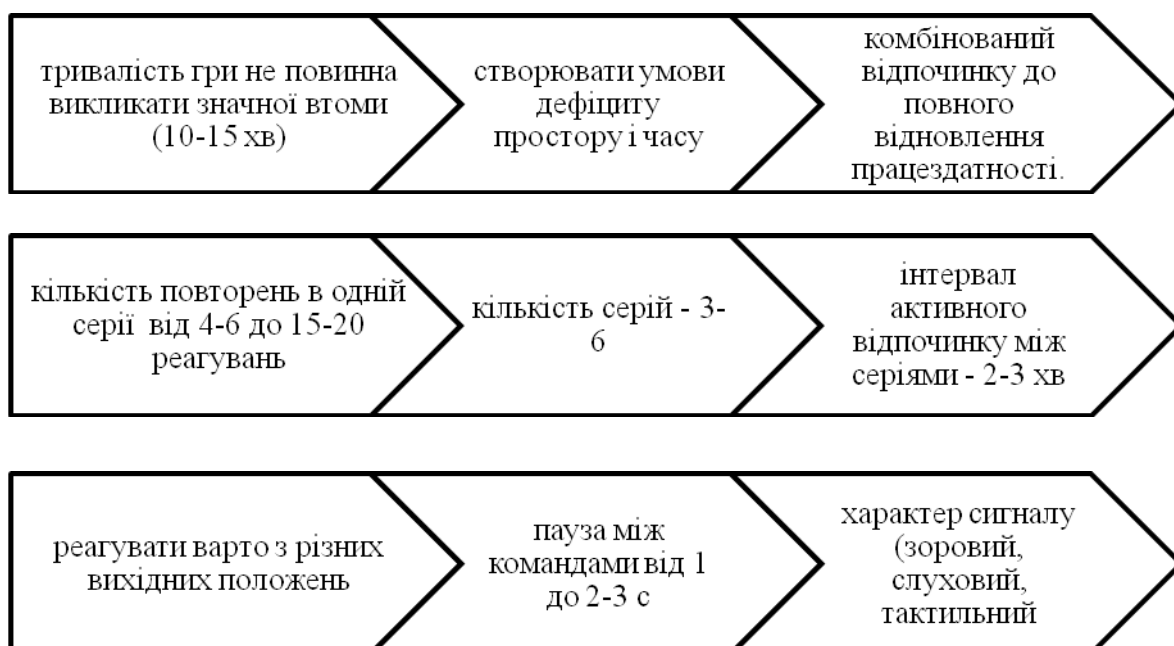 тривалість гри не повинна
викликати значної втоми
(10-15 хв)
створювати умови
дефіциту
простору і часу
комбінований
відпочинку до
повного
відновлення
працездатності.
кількість повторень в одній
серії від 4-6 до 15-20
реагувань
кількість серій - 3-
6
інтервал
активного
відпочинку між
серіями - 2-3 хв
реагувати варто з різних
вихідних положень
пауза між
командами від 1
до 2-3 с
характер сигналу
(зоровий,
слуховий,
тактильний